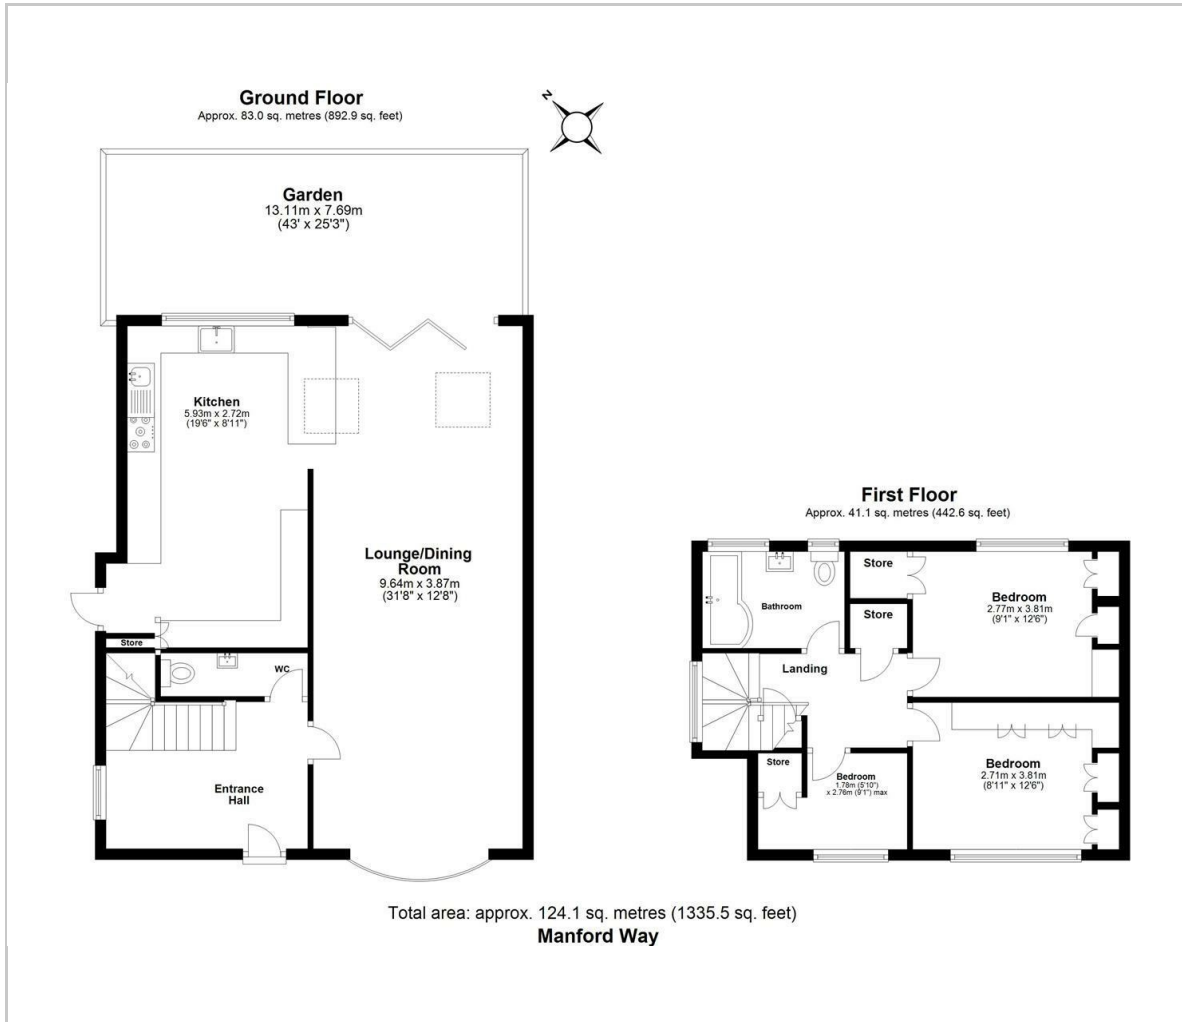 Ground Floor
Approx. 83.0 sq. metres (892.9 sq. feet)
N
Garden
13.11m x 7.69m
(43' x 25'3")
Kitchen
5.93m x 2.72m
(19'6" x 8'11")
Lounge/Dining
Room
9.64m x 3.87m
(31'8" x 12'8")
Store
WC
Entrance
Hall
First Floor
Approx. 41.1 sq. metres (442.6 sq. feet)
Store
Bedroom
2.77m x 3.81m
(9'1" x 12'6")
Bathroom
Store
Landing
Bedroom
2.71m x 3.81m
(8'11" x 12'6")
Store
Bedroom
1.78m (5'10")
x 2.76m (9'1") max
Total area: approx. 124.1 sq. metres (1335.5 sq. feet)
Manford Way